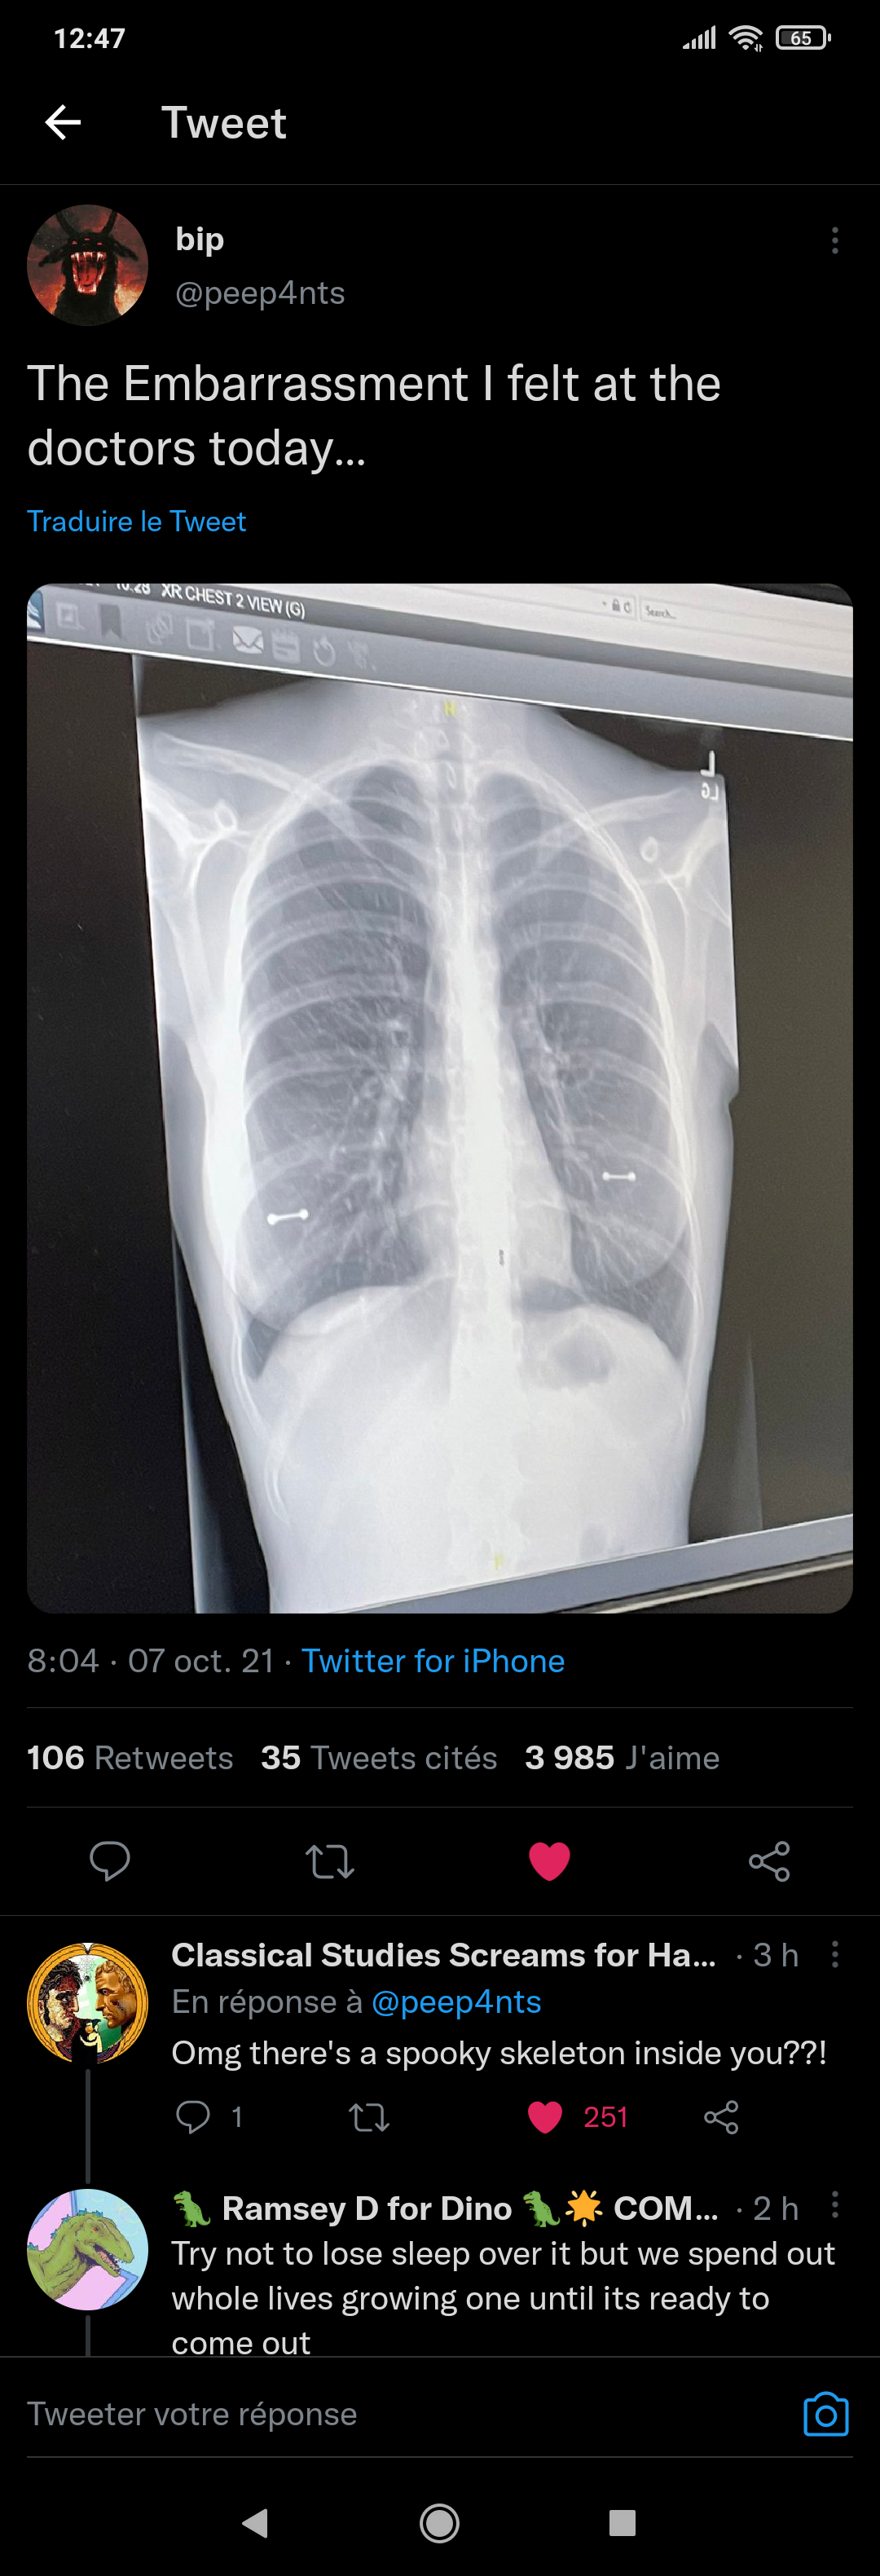 12:47
65
Tweet
bip
@peep4nts
The Embarrassment I felt at the
doctors today...
Traduire le Tweet
10:28 XR CHEST 2 VIEW (G)
Search...
L
LG
8:04 · 07 oct. 21 · Twitter for iPhone
106 Retweets 35 Tweets cités 3 985 J'aime
Classical Studies Screams for Ha... · 3 h
En réponse à @peep4nts
Omg there's a spooky skeleton inside you??!
1
251
🦖 Ramsey D for Dino 🦖🌟 COM... · 2 h
Try not to lose sleep over it but we spend out
whole lives growing one until its ready to
come out
Tweeter votre réponse